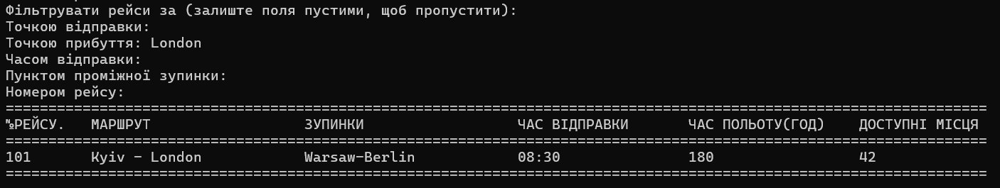 Фільтрувати рейси за (залиште поля пустими, щоб пропустити):
Точкою відправки:
Точкою прибуття: London
Часом відправки:
Пунктом проміжної зупинки:
Номером рейсу:
===================================================================================================================
№РЕЙСУ.   МАРШРУТ                  ЗУПИНКИ                  ЧАС ВІДПРАВКИ       ЧАС ПОЛЬОТУ(ГОД)    ДОСТУПНІ МІСЦЯ
===================================================================================================================
101       Kyiv - London            Warsaw-Berlin            08:30               180                 42
===================================================================================================================